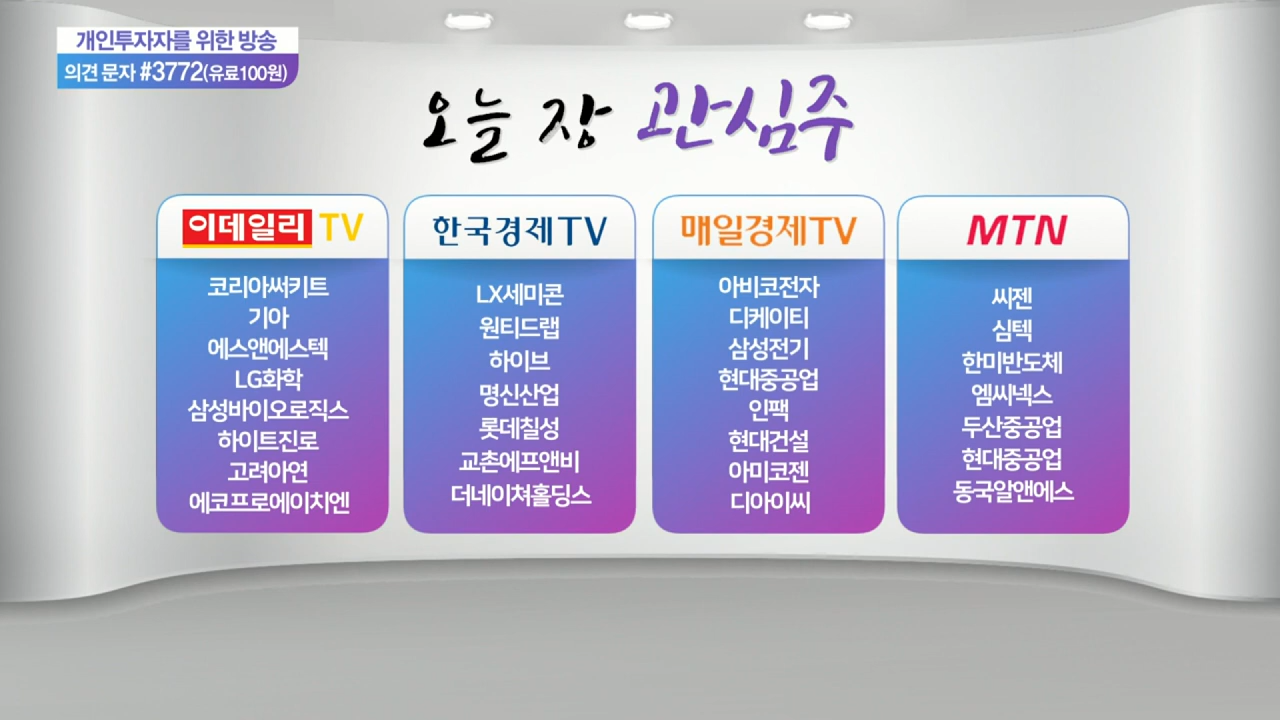 개인투자자를 위한 방송
의견 문자 #3772(유료100원)
오늘 장 관심주
이데일리 TV
코리아써키트
기아
에스앤에스텍
LG화학
삼성바이오로직스
하이트진로
고려아연
에코프로에이치엔
한국경제TV
LX세미콘
원티드랩
하이브
명신산업
롯데칠성
교촌에프앤비
더네이쳐홀딩스
매일경제TV
아비코전자
디케이티
삼성전기
현대중공업
인팩
현대건설
아미코젠
디아이씨
MTN
씨젠
심텍
한미반도체
엠씨넥스
두산중공업
현대중공업
동국알앤에스